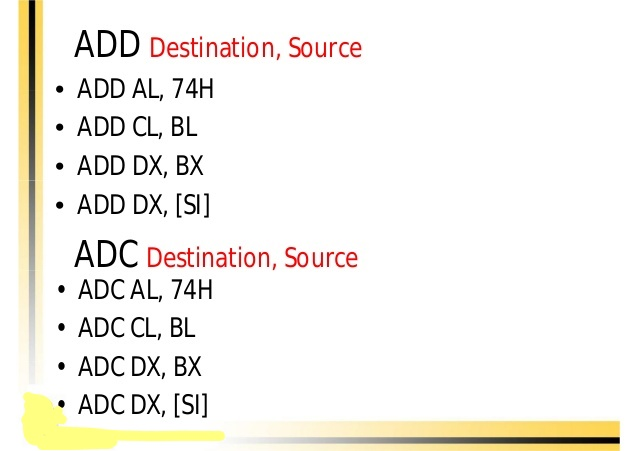 ADD Destination, Source
• ADD AL, 74H
• ADD CL, BL
• ADD DX, BX
• ADD DX, [SI]
ADC Destination, Source
• ADC AL, 74H
• ADC CL, BL
• ADC DX, BX
• ADC DX, [SI]